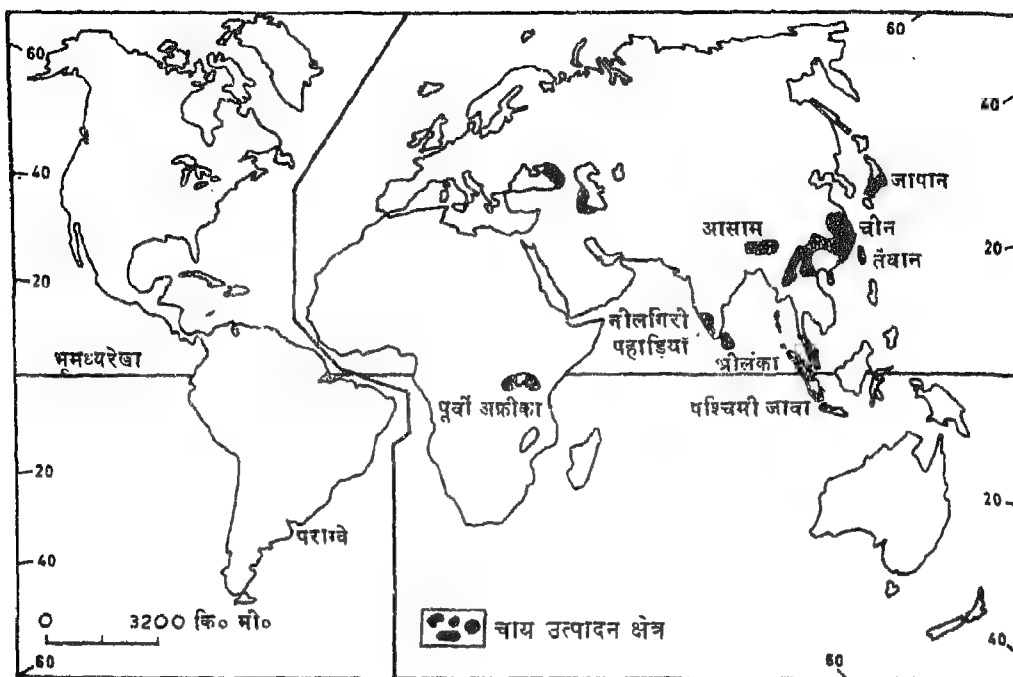 60
60
40
40
जापान
आसाम
चीन
तैवान
20
20
नीलगिरी
पहाड़ियाँ
श्रीलंका
भूमध्यरेखा
पूर्वी अफ्रीका
पश्चिमी जावा
20
20
पराग्वे
40
0 3200 कि० मी०
चाय उत्पादन क्षेत्र
40
60
60